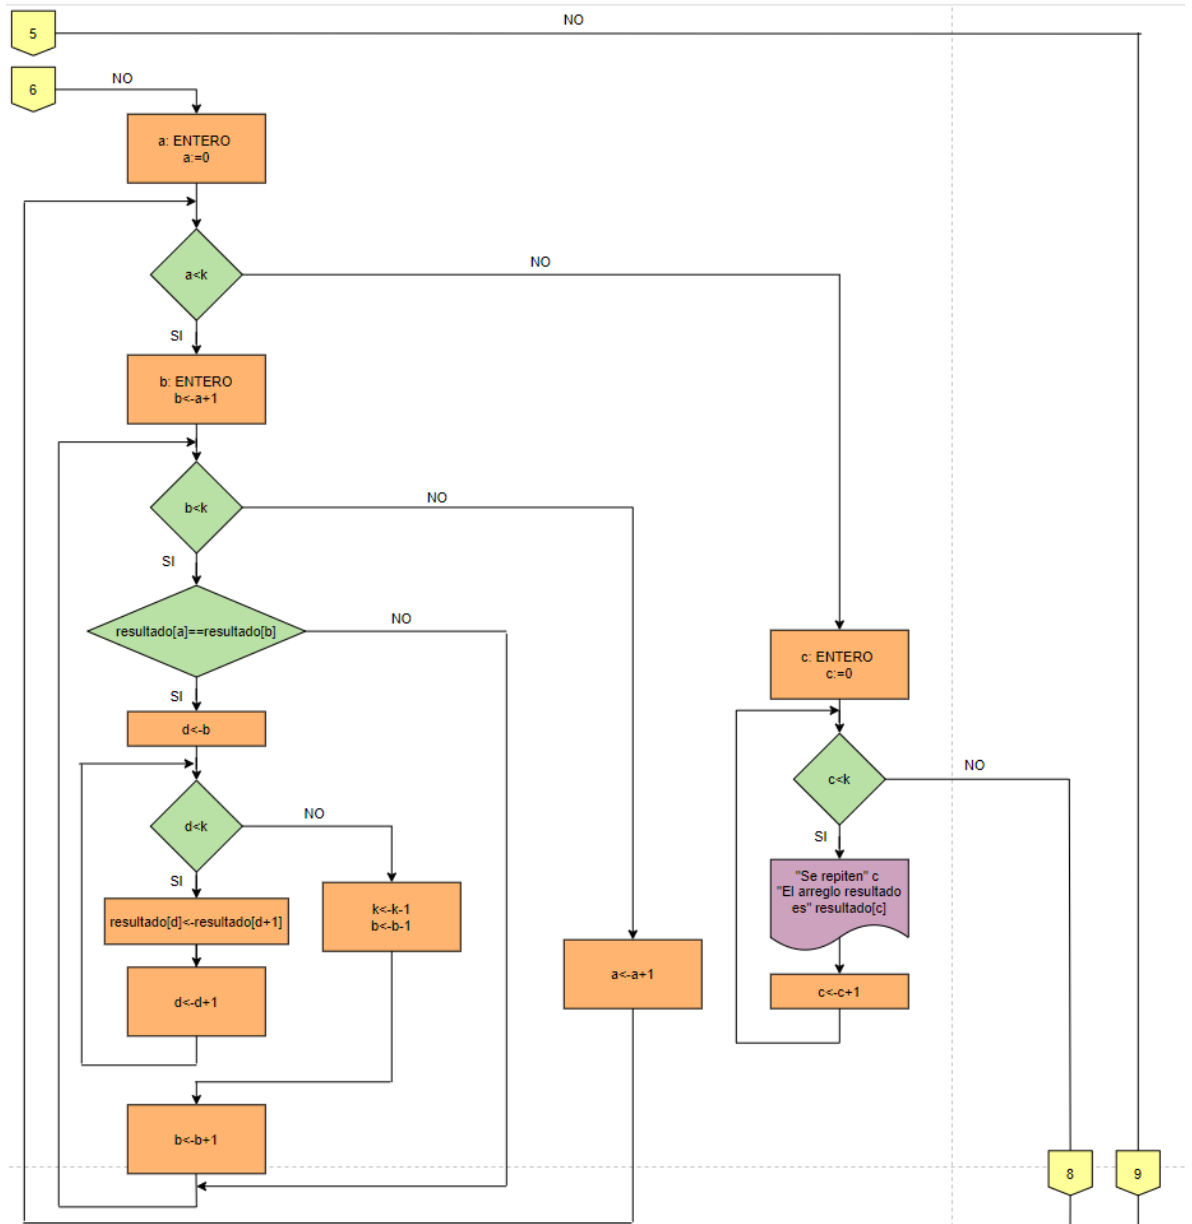 5
NO
6
NO
a: ENTERO
a:=0
a<k
NO
SI
b: ENTERO
b<-a+1
b<k
NO
SI
resultado[a]==resultado[b]
NO
SI
d<-b
d<k
NO
SI
resultado[d]<-resultado[d+1]
k<-k-1
b<-b-1
d<-d+1
b<-b+1
a<-a+1
c: ENTERO
c:=0
c<k
NO
SI
"Se repiten" c
"El arreglo resultado
es" resultado[c]
c<-c+1
8
9